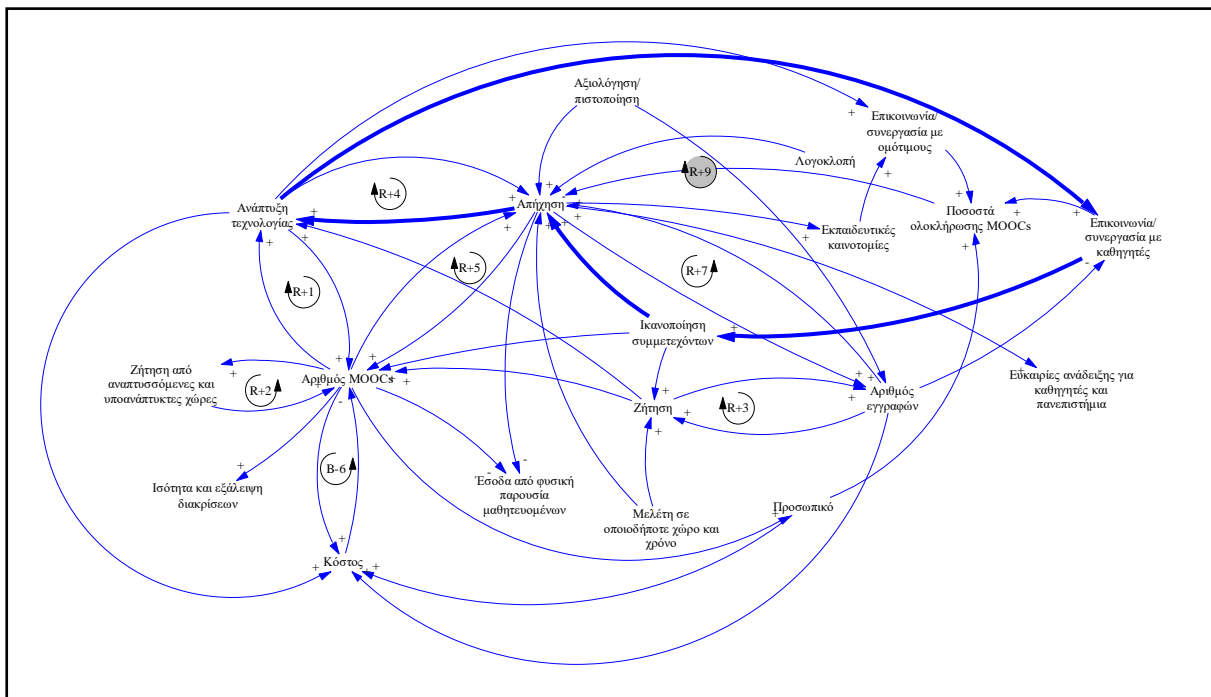 Αξιολόγηση/
πιστοποίηση
Επικοινωνία/
συνεργασία με
ομότιμους
Λογοκλοπή
R+9
R+4
Ανάπτυξη
τεχνολογίας
Απήχηση
Εκπαιδευτικές
καινοτομίες
Ποσοστά
ολοκλήρωσης MOOCs
Επικοινωνία/
συνεργασία με
καθηγητές
R+5
R+7
R+1
Ικανοποίηση
συμμετεχόντων
Ζήτηση από
αναπτυσσόμενες και
υποανάπτυκτες χώρες
R+2
Αριθμός MOOCs
Ζήτηση
R+3
Αριθμός
εγγραφών
Ευκαιρίες ανάδειξης για
καθηγητές και
πανεπιστήμια
B-6
Ισότητα και εξάλειψη
διακρίσεων
Έσοδα από φυσική
παρουσία
μαθητευομένων
Μελέτη σε
οποιοδήποτε χώρο και
χρόνο
Προσωπικό
Κόστος